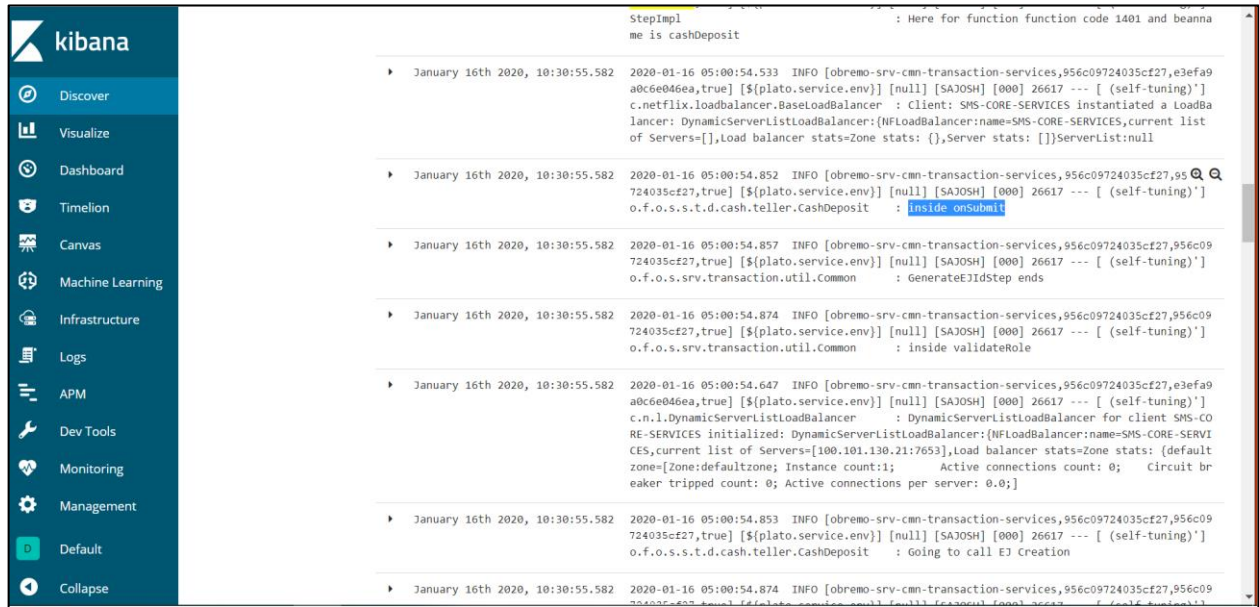 kibana
Discover
Visualize
Dashboard
Timelion
Canvas
Machine Learning
Infrastructure
Logs
APM
Dev Tools
Monitoring
Management
D Default
Collapse
StepImpl : Here for function function code 1401 and beanna
me is cashDeposit
January 16th 2020, 10:30:55.582 2020-01-16 05:00:54.533 INFO [obremo-srv-cmn-transaction-services,956c09724035cf27,e3efa9
a0c6e046ea,true] [${plato.service.env}] [null] [SAJOSH] [000] 26617 --- [ (self-tuning)']
c.netflix.loadbalancer.BaseLoadBalancer : Client: SMS-CORE-SERVICES instantiated a LoadBa
lancer: DynamicServerListLoadBalancer:{NFLoadBalancer:name=SMS-CORE-SERVICES,current list
of Servers=[],Load balancer stats=Zone stats: {},Server stats: []}ServerList:null
January 16th 2020, 10:30:55.582 2020-01-16 05:00:54.852 INFO [obremo-srv-cmn-transaction-services,956c09724035cf27,95
724035cf27,true] [${plato.service.env}] [null] [SAJOSH] [000] 26617 --- [ (self-tuning)']
o.f.o.s.s.t.d.cash.teller.CashDeposit : inside onSubmit
January 16th 2020, 10:30:55.582 2020-01-16 05:00:54.857 INFO [obremo-srv-cmn-transaction-services,956c09724035cf27,956c09
724035cf27,true] [${plato.service.env}] [null] [SAJOSH] [000] 26617 --- [ (self-tuning)']
o.f.o.s.srv.transaction.util.Common : GenerateEJIdStep ends
January 16th 2020, 10:30:55.582 2020-01-16 05:00:54.874 INFO [obremo-srv-cmn-transaction-services,956c09724035cf27,956c09
724035cf27,true] [${plato.service.env}] [null] [SAJOSH] [000] 26617 --- [ (self-tuning)']
o.f.o.s.srv.transaction.util.Common : inside validateRole
January 16th 2020, 10:30:55.582 2020-01-16 05:00:54.647 INFO [obremo-srv-cmn-transaction-services,956c09724035cf27,e3efa9
a0c6e046ea,true] [${plato.service.env}] [null] [SAJOSH] [000] 26617 --- [ (self-tuning)']
c.n.l.DynamicServerListLoadBalancer : DynamicServerListLoadBalancer for client SMS-CO
RE-SERVICES initialized: DynamicServerListLoadBalancer:{NFLoadBalancer:name=SMS-CORE-SERVI
CES,current list of Servers=[100.101.130.21:7653],Load balancer stats=Zone stats: {default
zone=[Zone:defaultzone; Instance count:1; Active connections count: 0; Circuit br
eaker tripped count: 0; Active connections per server: 0.0;]
January 16th 2020, 10:30:55.582 2020-01-16 05:00:54.853 INFO [obremo-srv-cmn-transaction-services,956c09724035cf27,956c09
724035cf27,true] [${plato.service.env}] [null] [SAJOSH] [000] 26617 --- [ (self-tuning)']
o.f.o.s.s.t.d.cash.teller.CashDeposit : Going to call EJ Creation
January 16th 2020, 10:30:55.582 2020-01-16 05:00:54.874 INFO [obremo-srv-cmn-transaction-services,956c09724035cf27,956c09